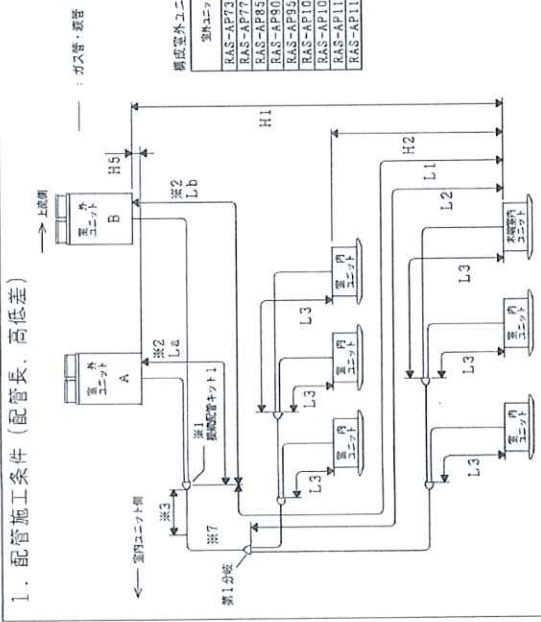 1. 配管施工条件 (配管長、高低差)
→ 上流側
—— : ガス管・液管
室外
ユニット
A
室外
ユニット
B
H5
※2
La
※2
Lb
※1
接続配管キット1
← 室内ユニット側
※3
※7
第1分岐
室内
ユニット
室内
ユニット
室内
ユニット
L3
L3
L3
室内
ユニット
室内
ユニット
末端室内
ユニット
L3
L3
L3
H1
H2
L1
L2
構成室外ユニ
室外ユニット
RAS-AP73
RAS-AP77
RAS-AP85
RAS-AP90
RAS-AP95
RAS-AP10
RAS-AP10
RAS-AP11
RAS-AP11